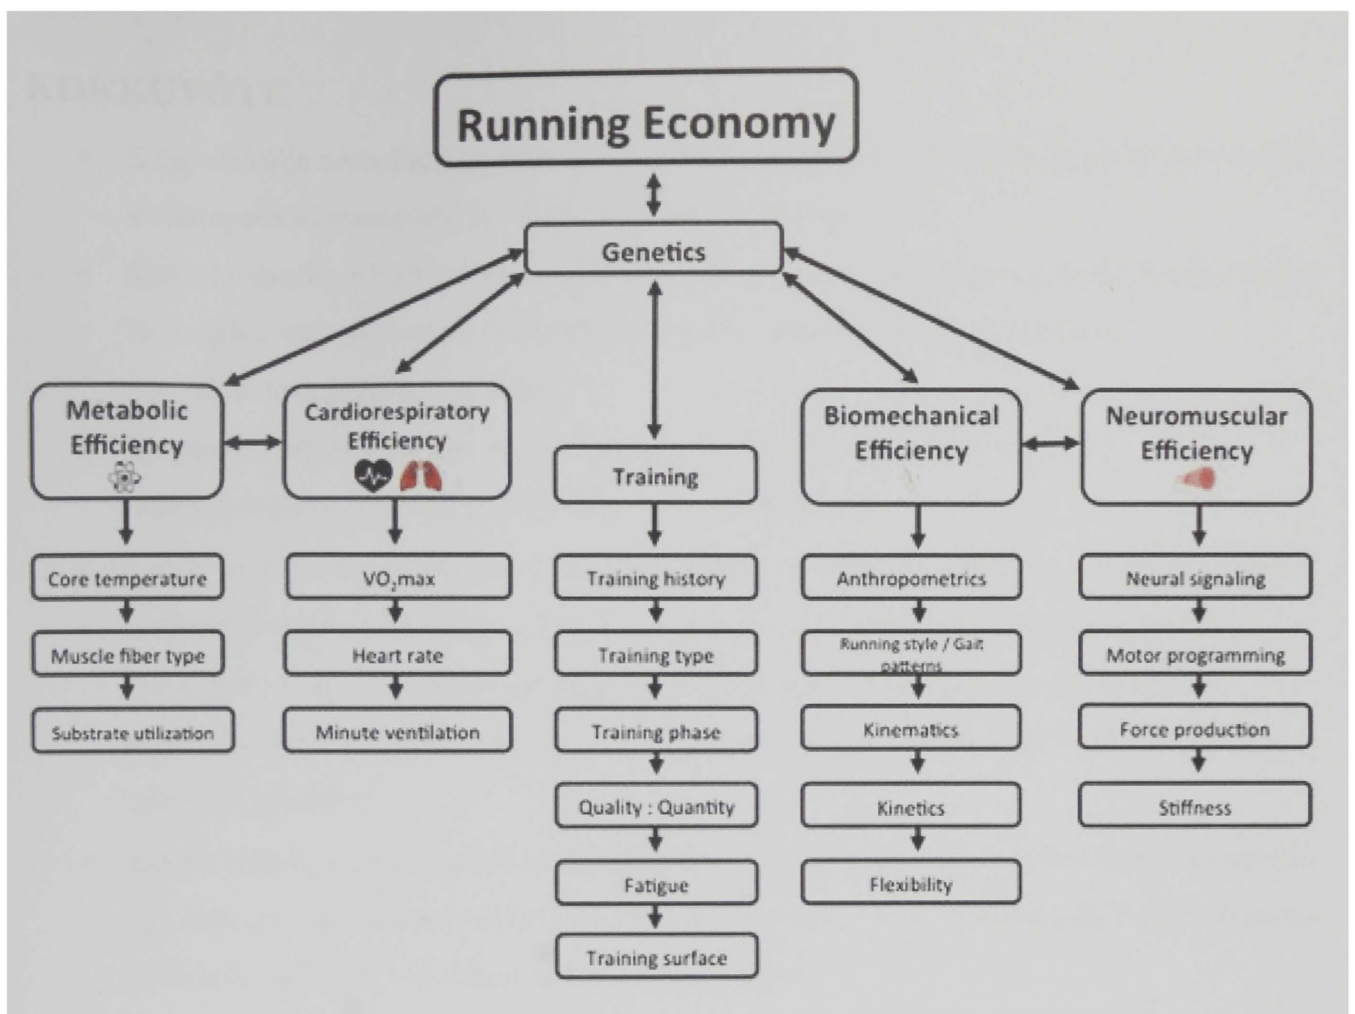 Running Economy
Genetics
Metabolic
Efficiency
Cardiorespiratory
Efficiency
Training
Biomechanical
Efficiency
Neuromuscular
Efficiency
Core temperature
Muscle fiber type
Substrate utilization
VO₂max
Heart rate
Minute ventilation
Training history
Training type
Training phase
Quality : Quantity
Fatigue
Training surface
Anthropometrics
Running style / Gait
patterns
Kinematics
Kinetics
Flexibility
Neural signaling
Motor programming
Force production
Stiffness